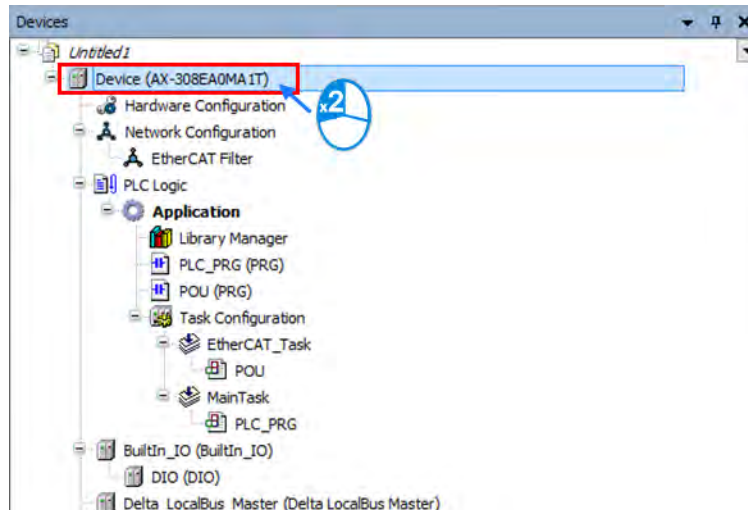 Devices
Untitled1
Device (AX-308EA0MA1T)
Hardware Configuration
x2
Network Configuration
EtherCAT Filter
PLC Logic
Application
Library Manager
PLC_PRG (PRG)
POU (PRG)
Task Configuration
EtherCAT_Task
POU
MainTask
PLC_PRG
BuiltIn_IO (BuiltIn_IO)
DIO (DIO)
Delta_LocalBus_Master (Delta LocalBus Master)